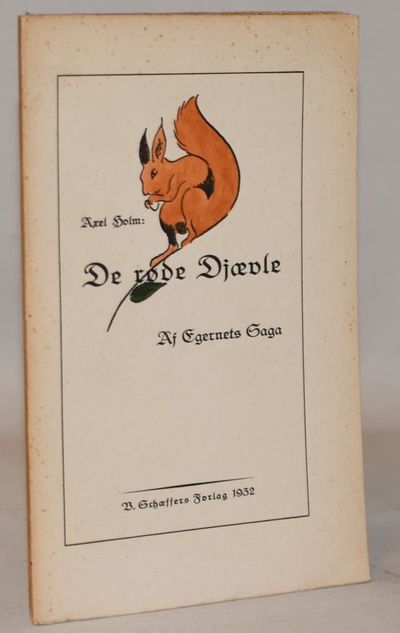 Axel Holm:
De røde Djævle
Af Egernets Saga
V. Schæffers Forlag 1932